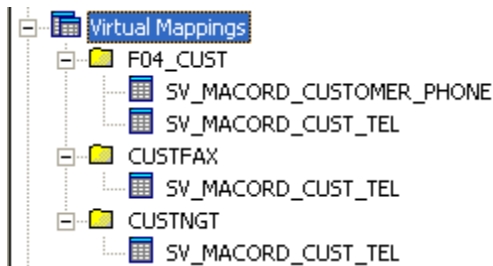 Virtual Mappings
F04_CUST
SV_MACORD_CUSTOMER_PHONE
SV_MACORD_CUST_TEL
CUSTFAX
SV_MACORD_CUST_TEL
CUSTNGT
SV_MACORD_CUST_TEL